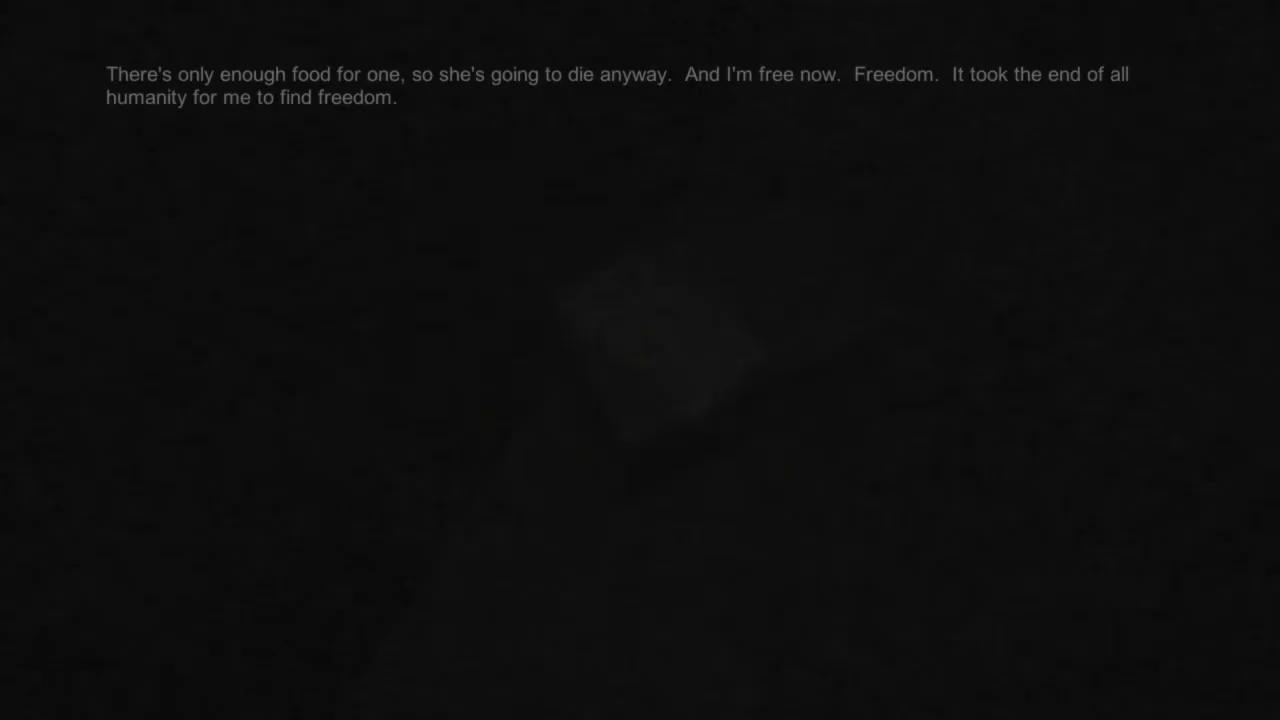 There's only enough food for one, so she's going to die anyway.  And I'm free now.  Freedom.  It took the end of all
humanity for me to find freedom.